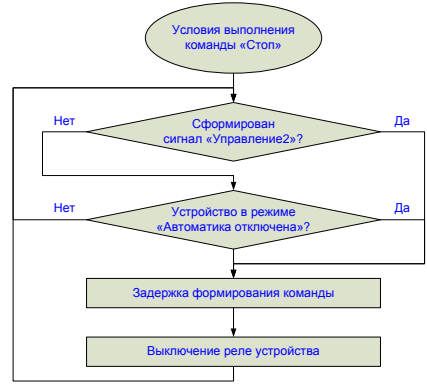 Условия выполнения
команды «Стоп»
Нет
Сформирован
сигнал «Управление2»?
Да
Нет
Устройство в режиме
«Автоматика отключена»?
Да
Задержка формирования команды
Выключение реле устройства